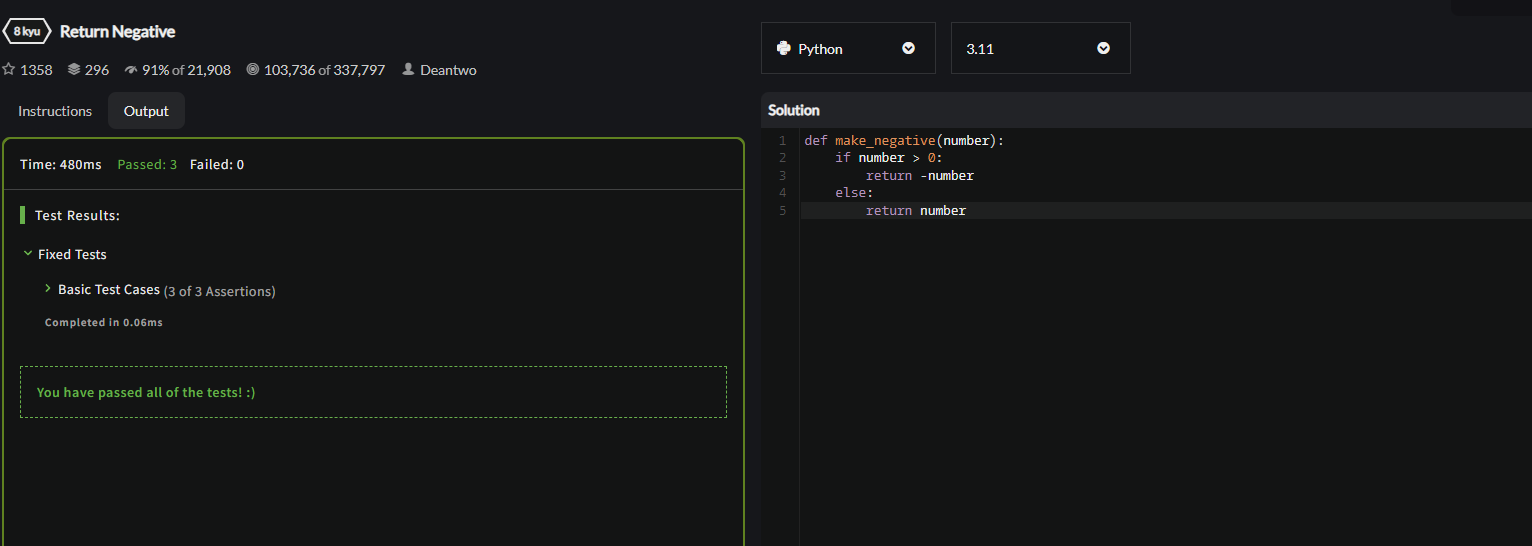 8 kyu Return Negative
1358 296 91% of 21,908 103,736 of 337,797 Deantwo
Instructions Output
Time: 480ms Passed: 3 Failed: 0
Test Results:
Fixed Tests
Basic Test Cases (3 of 3 Assertions)
Completed in 0.06ms
You have passed all of the tests! :)
Python 3.11
Solution
1 def make_negative(number):
2     if number > 0:
3         return -number
4     else:
5         return number